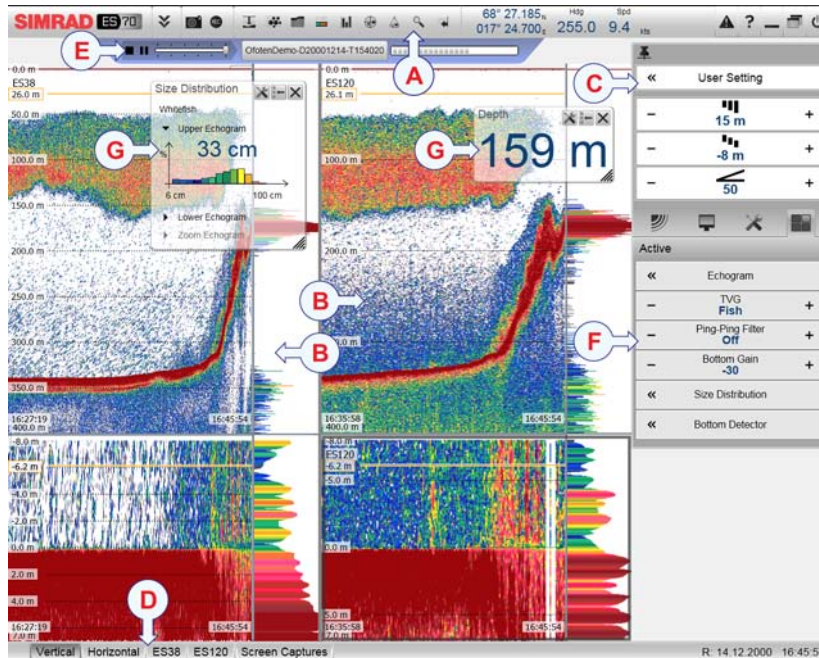 SIMRAD ES70
68° 27.185N
017° 24.700E
Hdg
255.0
Spd
9.4 kts
?
A
E
OfotenDemo-D20001214-T154020
0.0 m
ES38
26.0 m
50.0 m
100.0 m
150.0 m
200.0 m
250.0 m
300.0 m
350.0 m
16:27:19
16:45:54
400.0 m
Size Distribution
Whitefish
Upper Echogram
G
%
33 cm
6 cm
100 cm
Lower Echogram
Zoom Echogram
B
0.0 m
ES120
26.1 m
50.0 m
100.0 m
150.0 m
200.0 m
250.0 m
300.0 m
350.0 m
16:35:58
16:45:54
400.0 m
Depth
G
159 m
B
C
User Setting
- 15 m +
- -8 m +
- 50 +
Active
Echogram
TVG
- Fish +
F
Ping-Ping Filter
- Off +
Bottom Gain
- -30 +
Size Distribution
Bottom Detector
-8.0 m
-6.2 m
-4.0 m
-2.0 m
0.0 m
2.0 m
4.0 m
16:27:19
16:45:54
7.0 m
-8.0 m
ES120
-6.2 m
-5.0 m
0.0 m
5.0 m
16:35:58
16:45:54
7.0 m
D
Vertical
Horizontal
ES38
ES120
Screen Captures
R: 14.12.2000